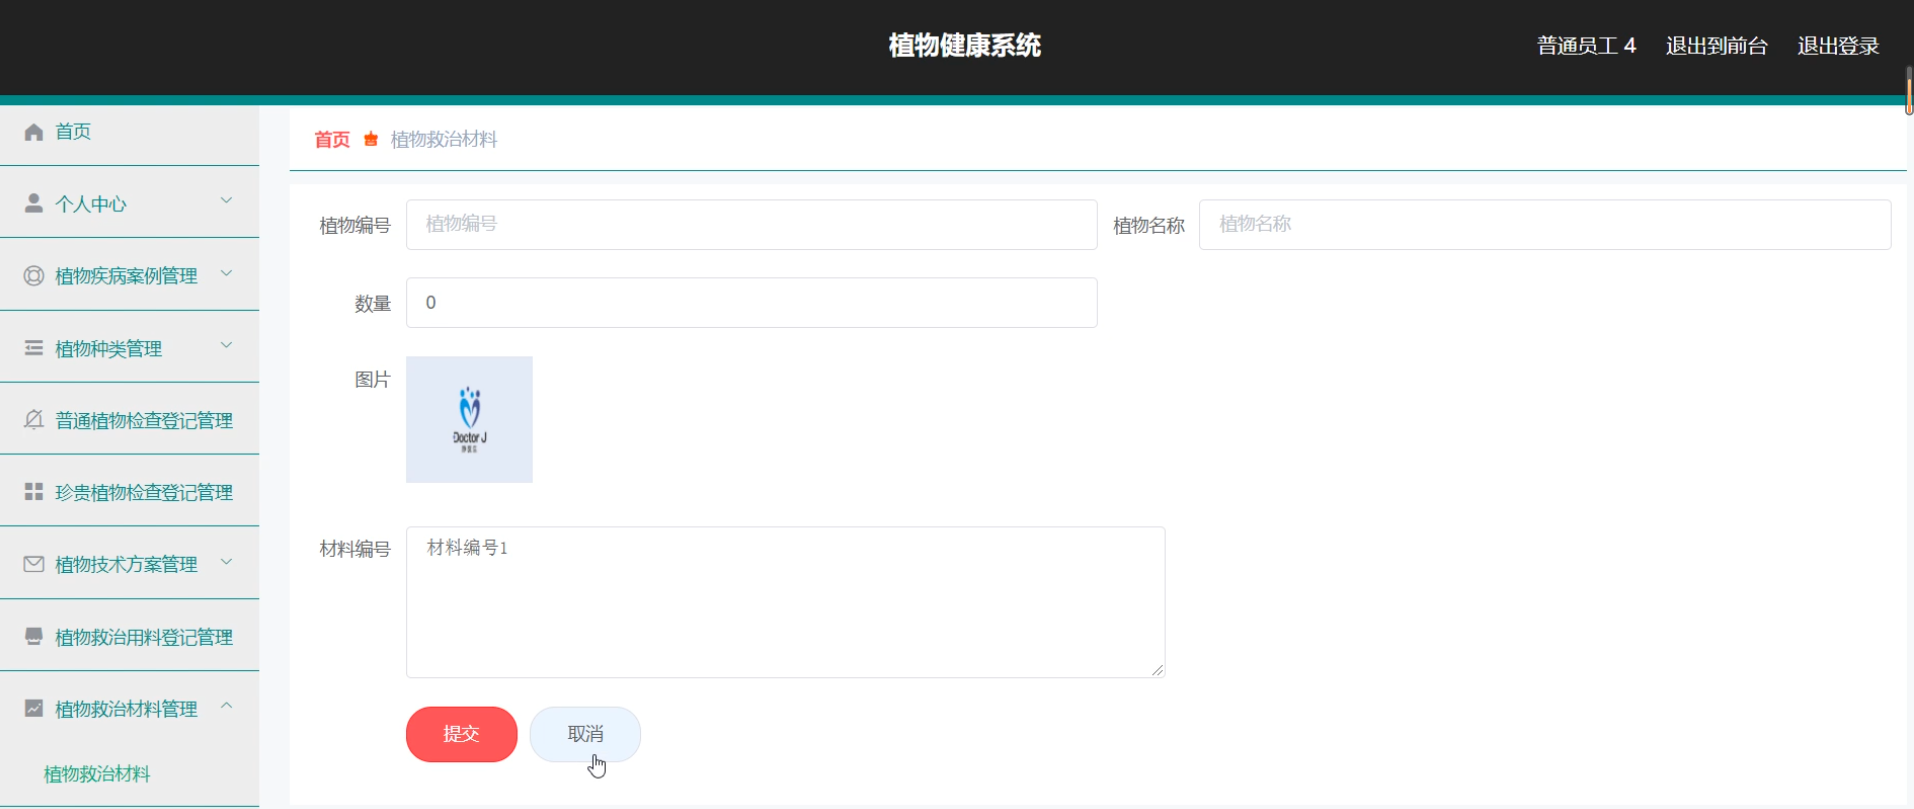 植物健康系统
普通员工 4 退出到前台 退出登录
首页
个人中心
植物疾病案例管理
植物种类管理
普通植物检查登记管理
珍贵植物检查登记管理
植物技术方案管理
植物救治用料登记管理
植物救治材料管理
植物救治材料
首页 植物救治材料
植物编号 植物编号 植物名称 植物名称
数量 0
图片
Doctor J
材料编号 材料编号1
提交 取消